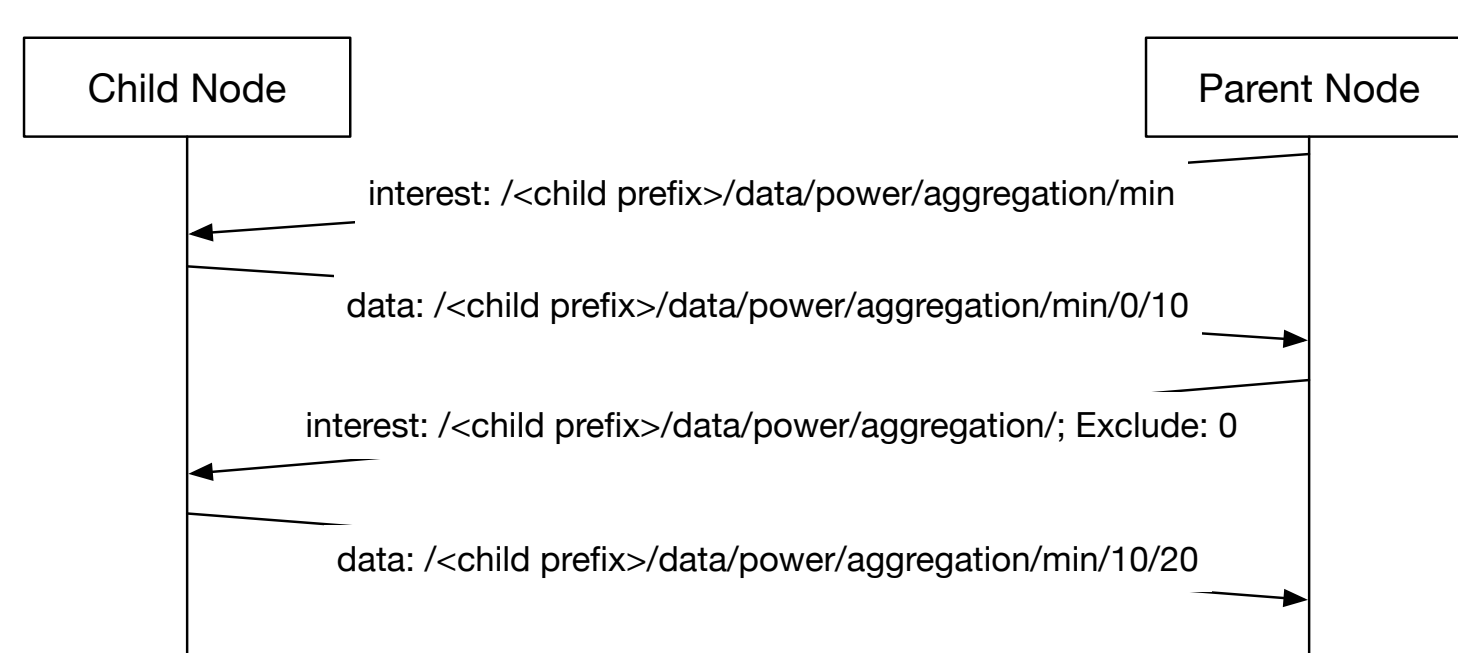 Child Node
Parent Node
interest: /<child prefix>/data/power/aggregation/min
data: /<child prefix>/data/power/aggregation/min/0/10
interest: /<child prefix>/data/power/aggregation/; Exclude: 0
data: /<child prefix>/data/power/aggregation/min/10/20